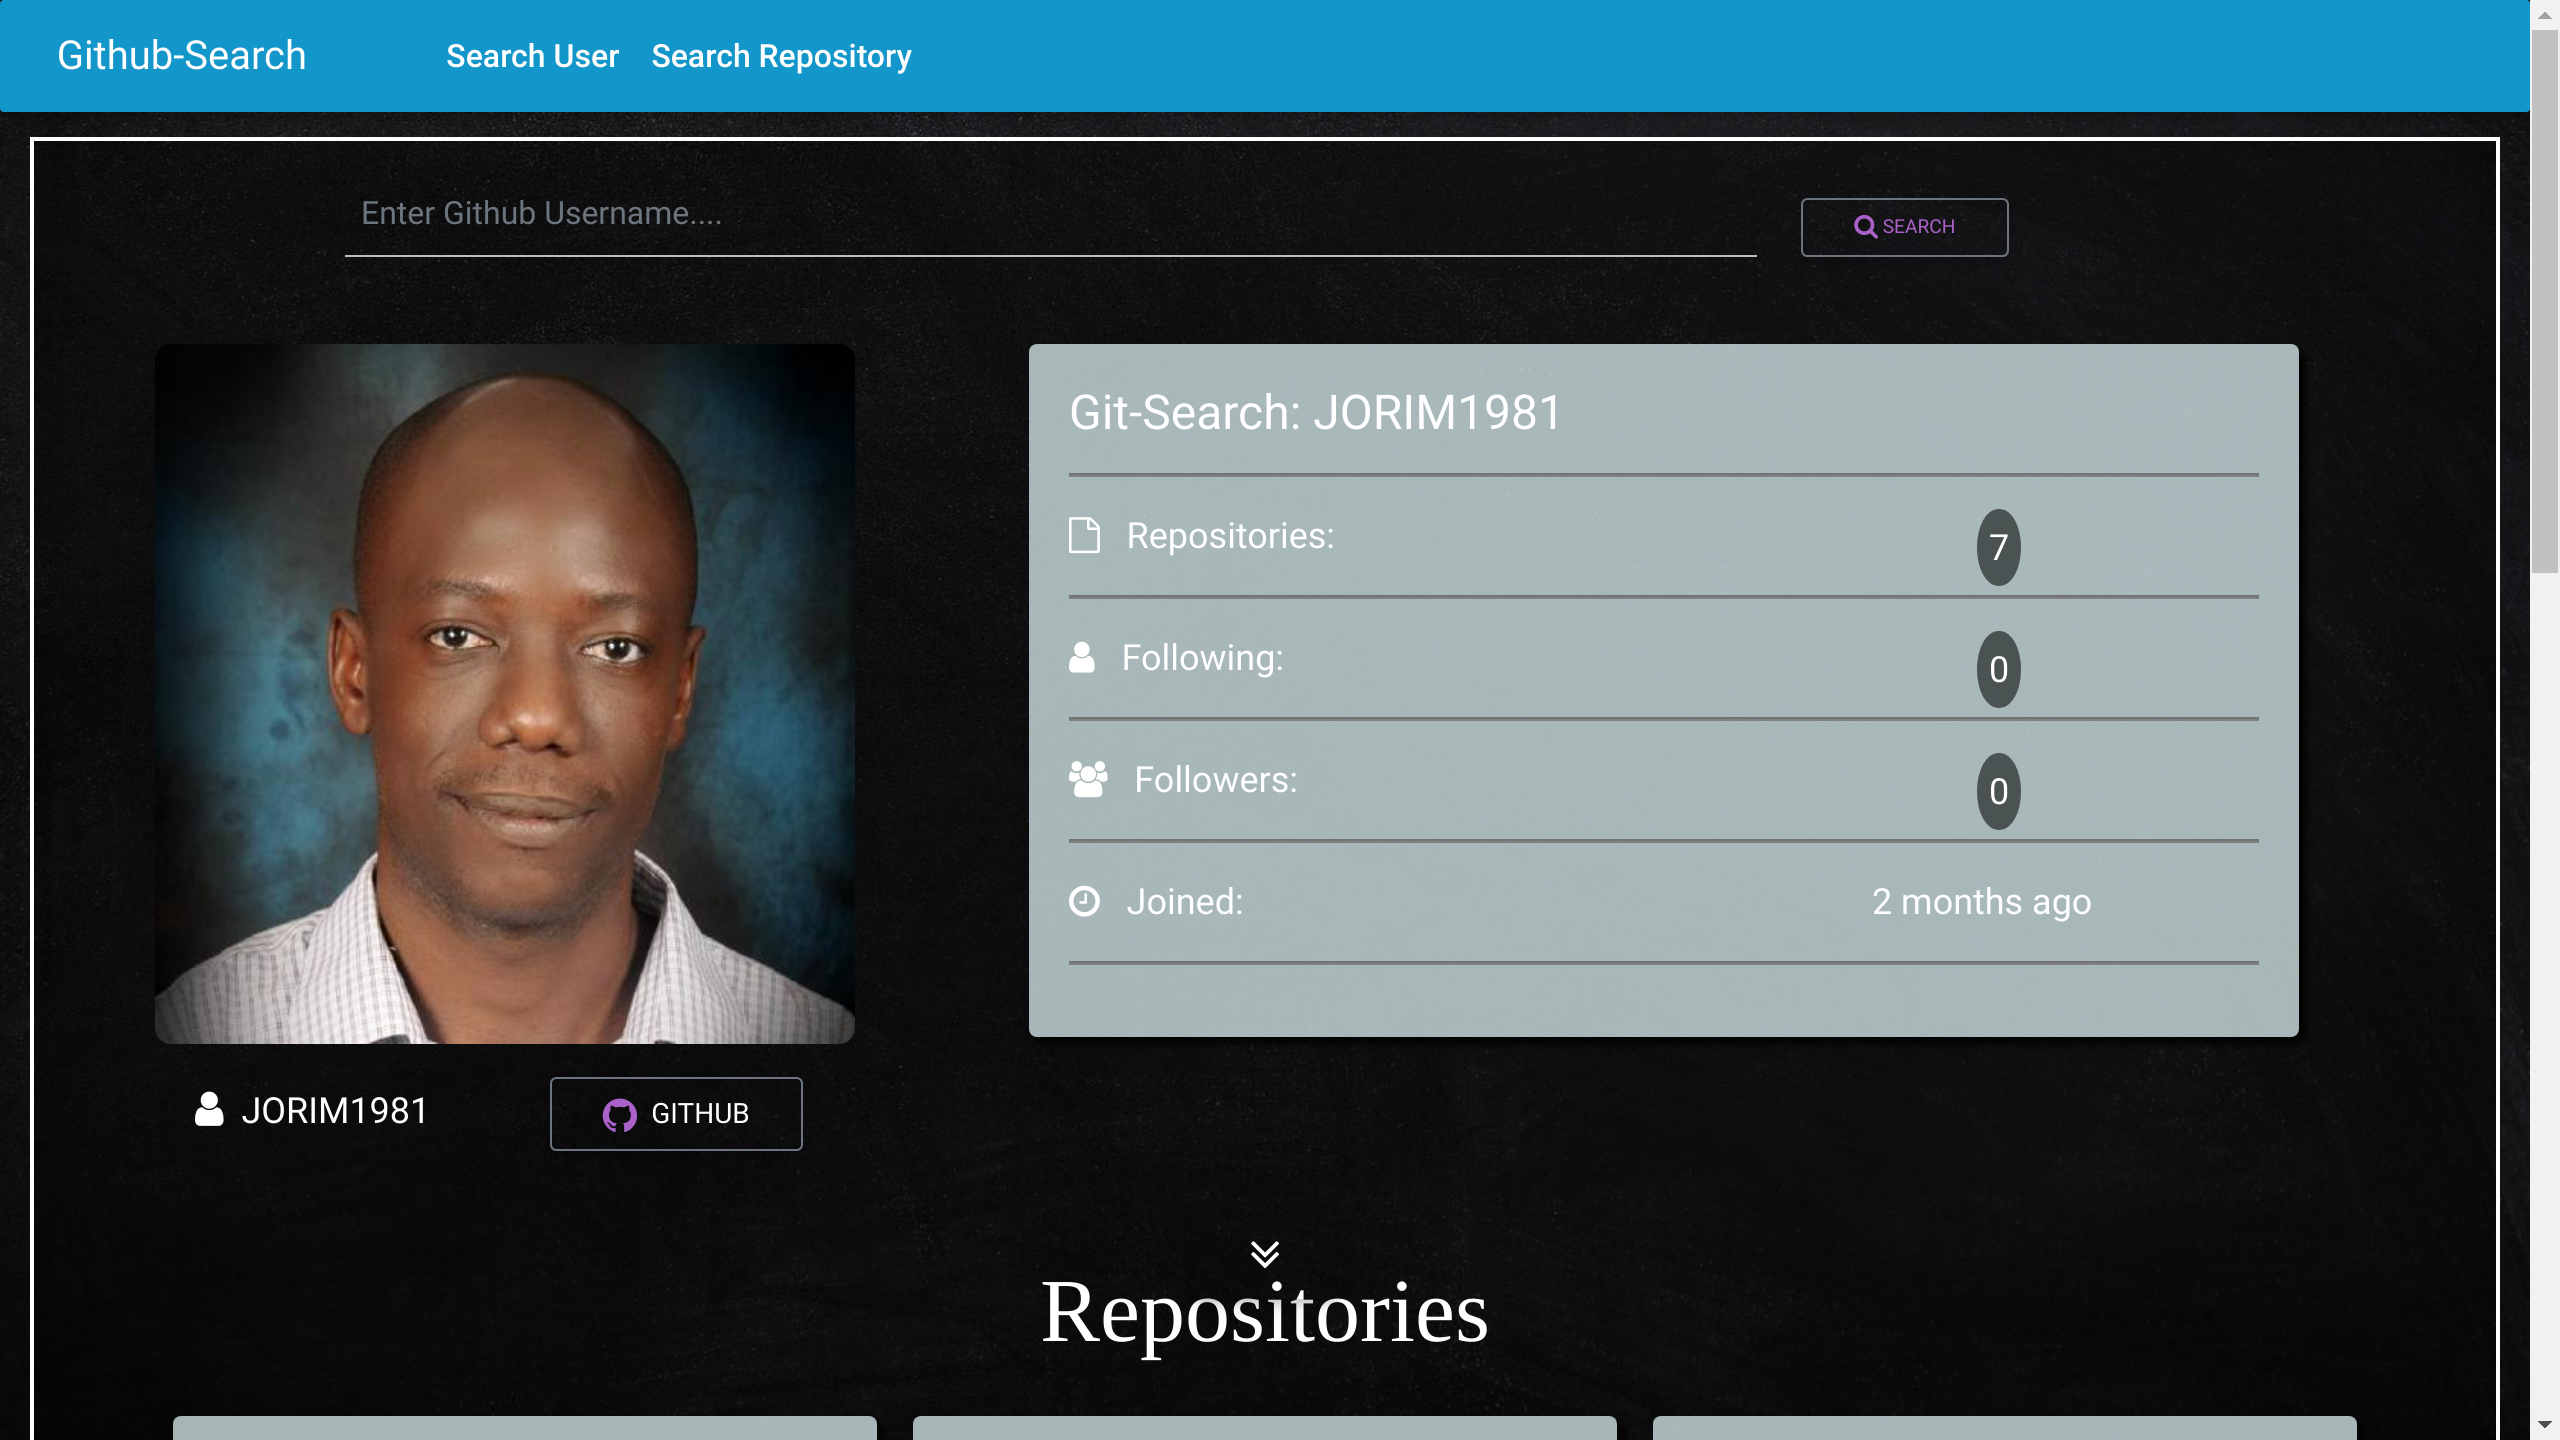 Github-Search
Search User
Search Repository
Enter Github Username....
SEARCH
Git-Search: JORIM1981
Repositories:
7
Following:
0
Followers:
0
Joined:
2 months ago
JORIM1981
GITHUB
Repositories